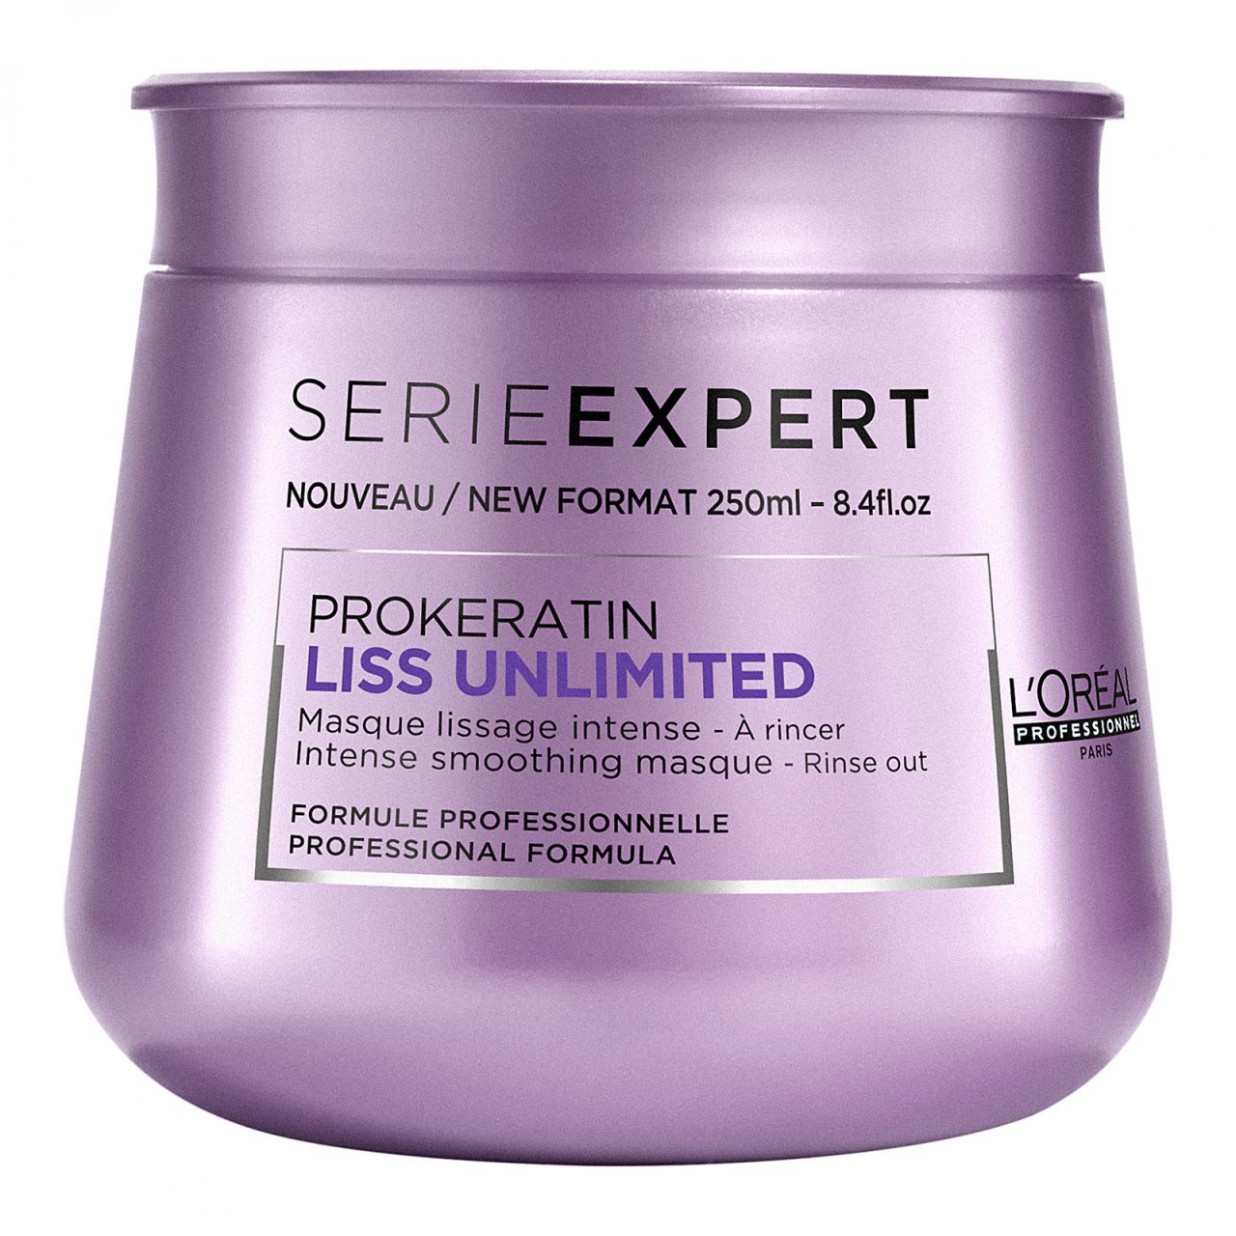 SERIEEXPERT
NOUVEAU / NEW FORMAT 250ml - 8.4fl.oz
PROKERATIN
LISS UNLIMITED
Masque lissage intense - À rincer
Intense smoothing masque - Rinse out
FORMULE PROFESSIONNELLE
PROFESSIONAL FORMULA
L'ORÉAL
PROFESSIONNEL
PARIS